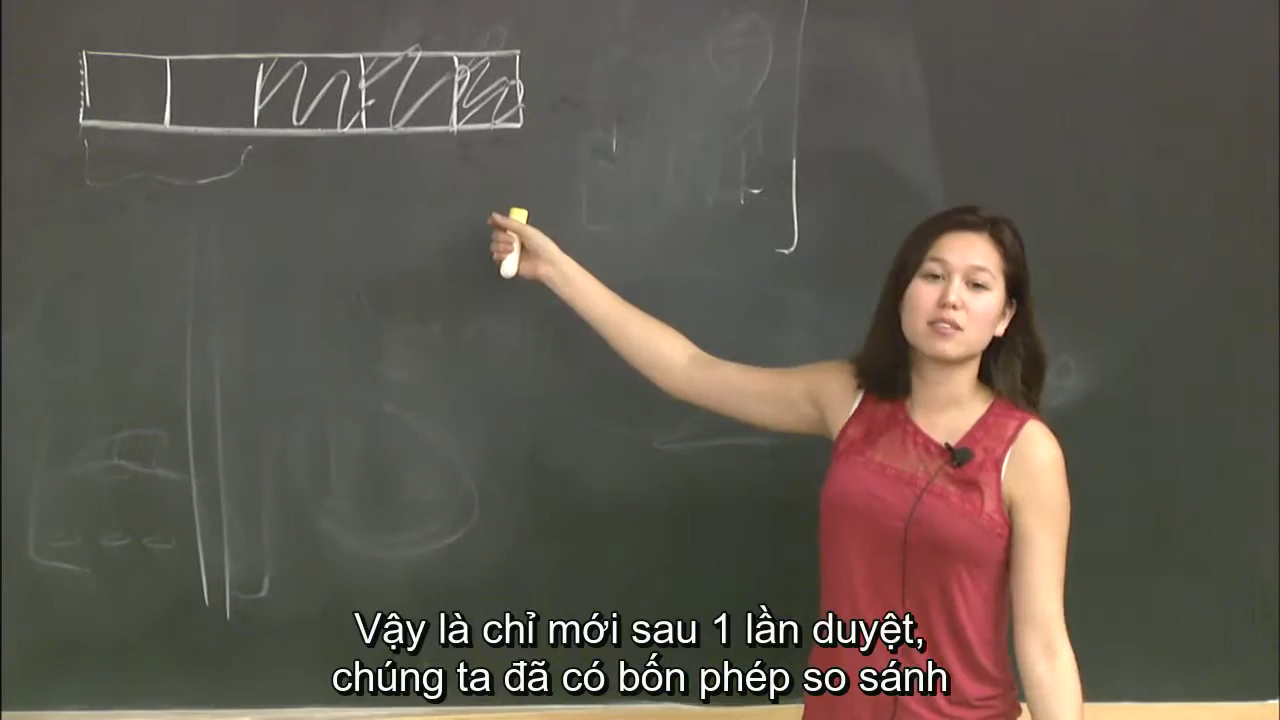 Vậy là chỉ mới sau 1 lần duyệt,
chúng ta đã có bốn phép so sánh